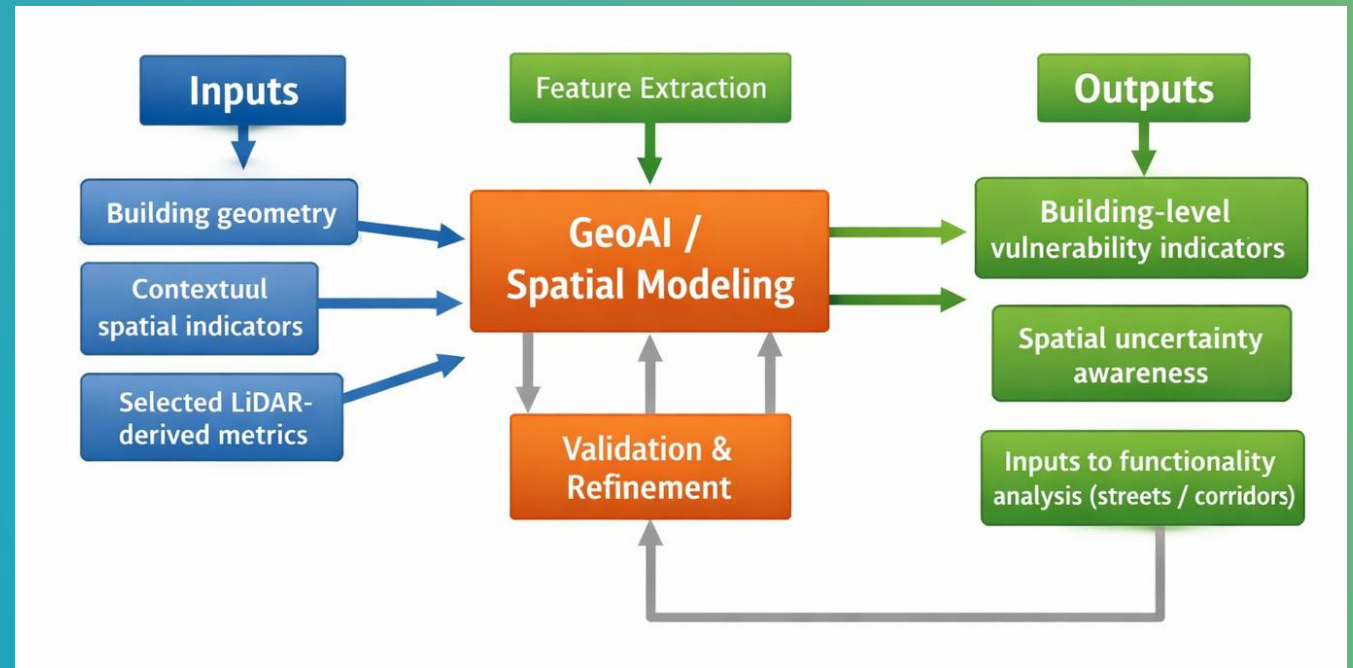 Inputs
Feature Extraction
Outputs
Building geometry
Contextuul
spatial indicators
Selected LiDAR-
derived metrics
GeoAI /
Spatial Modeling
Validation &
Refinement
Building-level
vulnerability indicators
Spatial uncertainty
awareness
Inputs to functionality
analysis (streets / corridors)